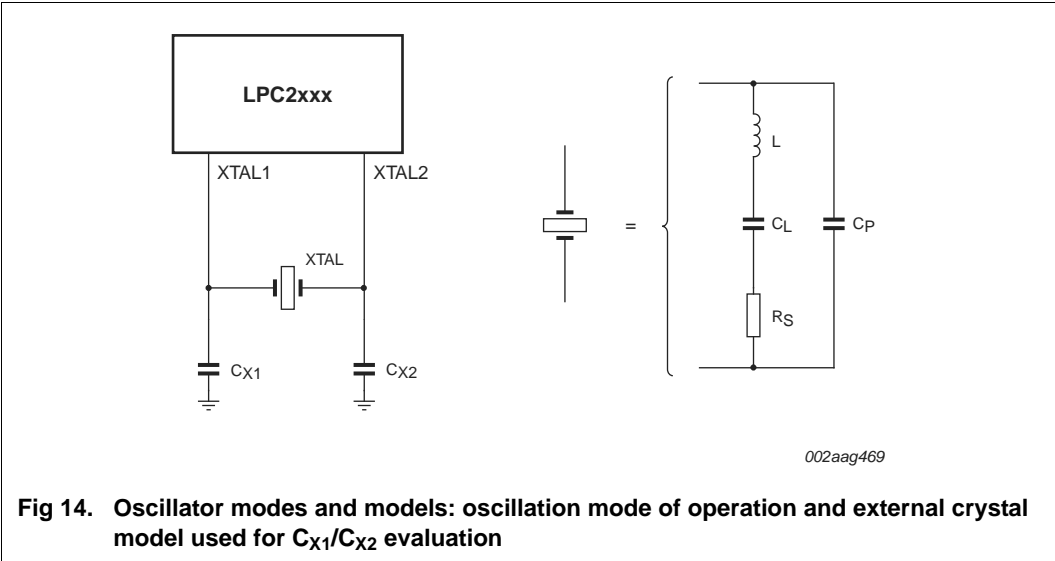 LPC2xxx
XTAL1
XTAL2
XTAL
CX1
CX2
=
L
CL
CP
RS
002aag469
Fig 14. Oscillator modes and models: oscillation mode of operation and external crystal
model used for CX1/CX2 evaluation